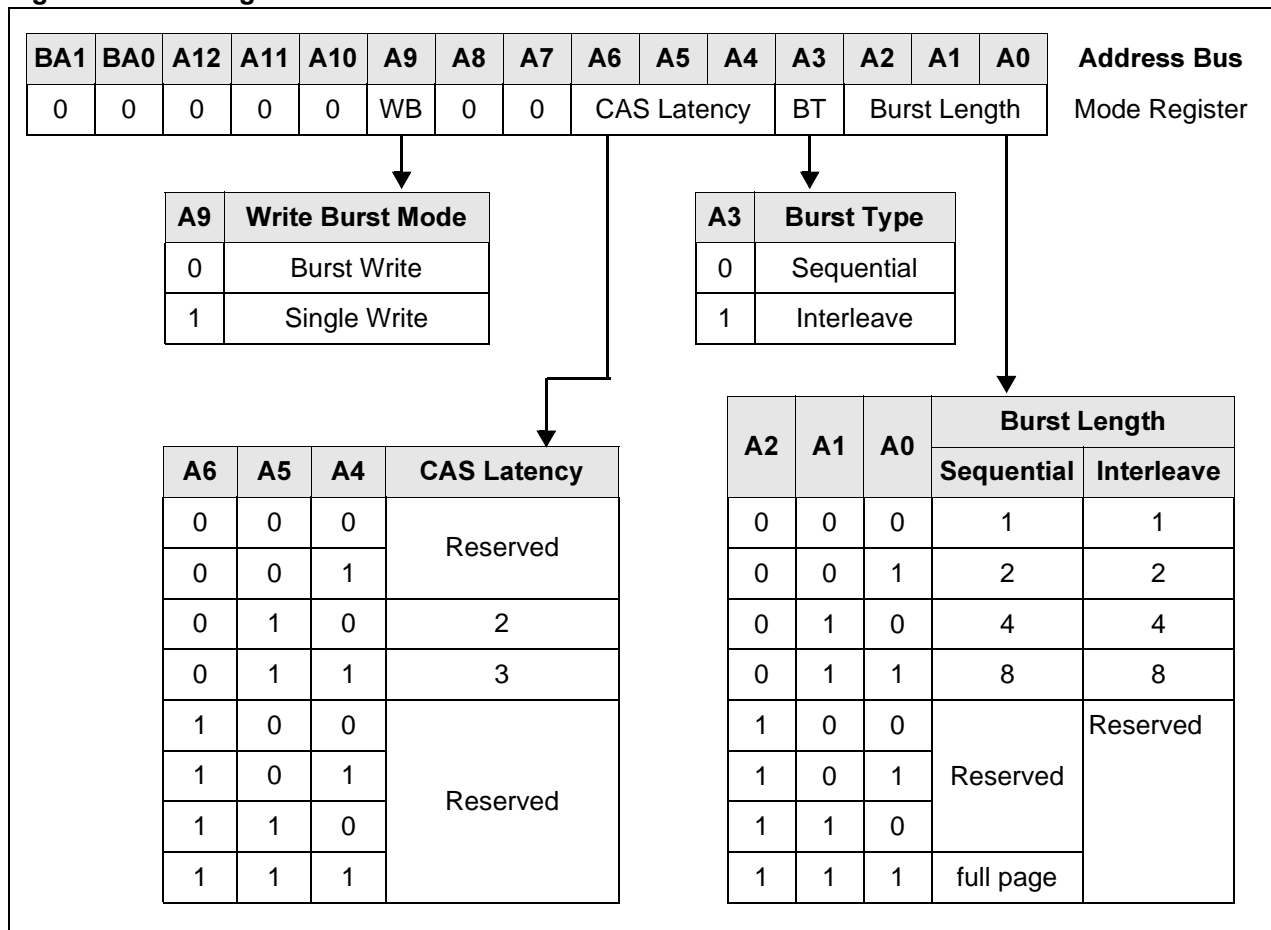 BA1 BA0 A12 A11 A10 A9 A8 A7 A6 A5 A4 A3 A2 A1 A0 Address Bus
0 0 0 0 0 WB 0 0 CAS Latency BT Burst Length Mode Register
A9 Write Burst Mode
0 Burst Write
1 Single Write
A3 Burst Type
0 Sequential
1 Interleave
A6 A5 A4 CAS Latency
0 0 0 Reserved
0 0 1
0 1 0 2
0 1 1 3
1 0 0 Reserved
1 0 1
1 1 0
1 1 1
A2 A1 A0 Burst Length
Sequential Interleave
0 0 0 1 1
0 0 1 2 2
0 1 0 4 4
0 1 1 8 8
1 0 0 Reserved Reserved
1 0 1
1 1 0
1 1 1 full page